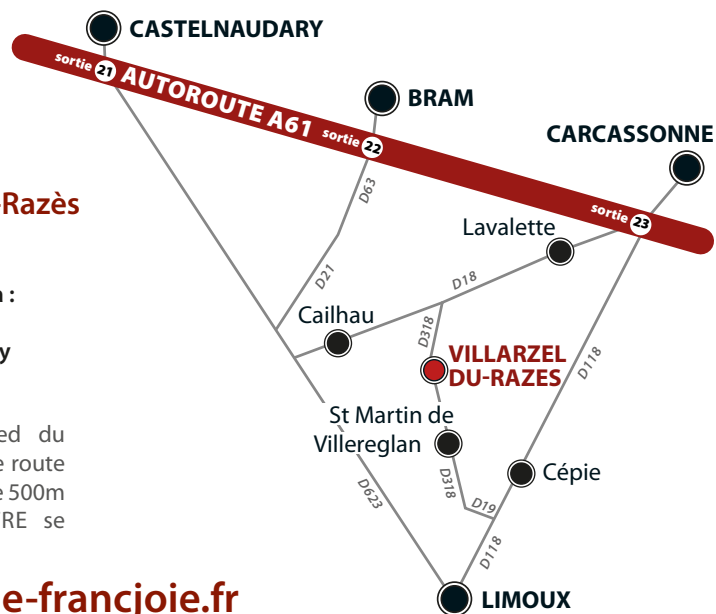 CASTELNAUDARY
sortie 21 AUTOROUTE A61 sortie 22
BRAM
CARCASSONNE
sortie 23
D63
-Razès
Lavalette
D21
D18
Cailhau
D318
VILLARZEL
DU-RAZES
D118
St Martin de
Villereglan
D318
Cépie
D623
D19
D118
LIMOUX
:
y
ed du
e route
e 500m
RE se
e-francjoie.fr